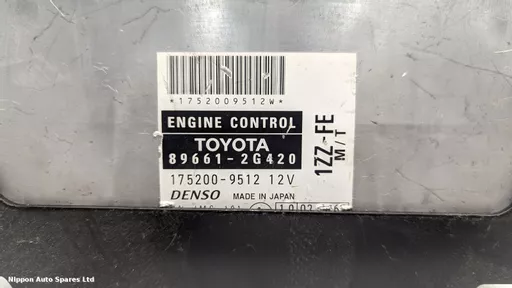 *1752009512W*
ENGINE CONTROL
TOYOTA
89661-2G420
175200-9512 12V
DENSO MADE IN JAPAN
1ZZ-FE
M/T
Nippon Auto Spares Ltd